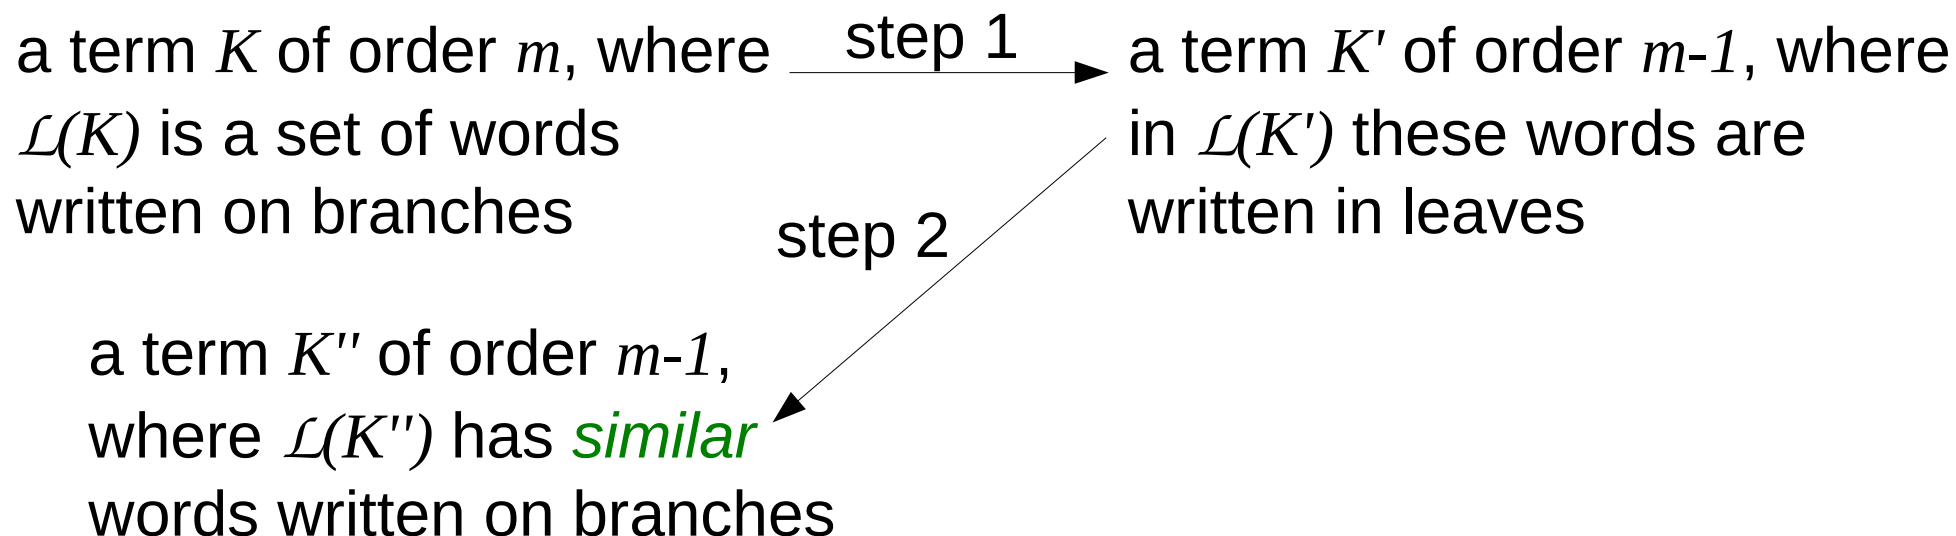 a term K of order m, where
ℒ(K) is a set of words
written on branches
step 1
a term K' of order m-1, where
in ℒ(K') these words are
written in leaves
step 2
a term K'' of order m-1,
where ℒ(K'') has similar
words written on branches